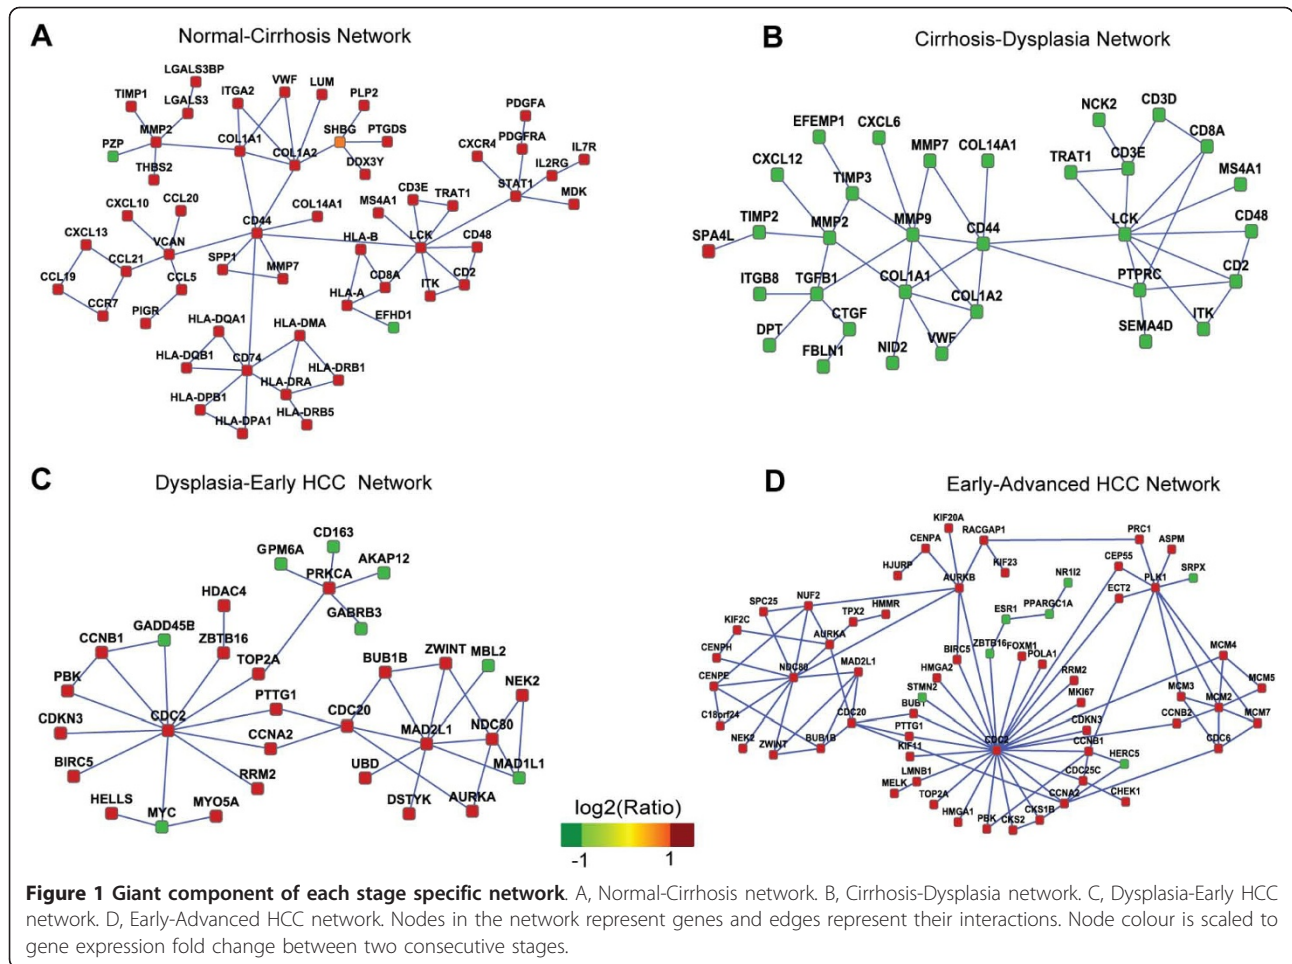 A
Normal-Cirrhosis Network
LGALS3BP
TIMP1
LGALS3
MMP2
PZP
THBS2
ITGA2
VWF
LUM
PLP2
COL1A1
SHBG
PTGDS
COL1A2
DDX3Y
PDGFA
CXCR4
PDGFRA
IL7R
IL2RG
STAT1
MDK
CD3E
TRAT1
MS4A1
CCL20
CXCL10
COL14A1
CXCL13
VCAN
CD44
HLA-B
LCK
CD48
CCL21
SPP1
MMP7
CD8A
CD2
CCL19
CCL5
HLA-A
ITK
CCR7
PIGR
EFHD1
HLA-DQA1
HLA-DMA
HLA-DQB1
CD74
HLA-DRB1
HLA-DRA
HLA-DPB1
HLA-DRB5
HLA-DPA1
B
Cirrhosis-Dysplasia Network
NCK2
CD3D
EFEMP1
CXCL6
CD8A
MMP7
COL14A1
CD3E
CXCL12
TRAT1
TIMP3
MS4A1
TIMP2
MMP2
MMP9
CD44
LCK
CD48
SPA4L
ITGB8
TGFB1
COL1A1
PTPRC
CD2
COL1A2
DPT
CTGF
SEMA4D
ITK
FBLN1
NID2
VWF
C
Dysplasia-Early HCC Network
CD163
GPM6A
AKAP12
PRKCA
HDAC4
GABRB3
GADD45B
CCNB1
ZBTB16
ZWINT
MBL2
PBK
TOP2A
BUB1B
NEK2
PTTG1
CDKN3
CDC2
CDC20
MAD2L1
NDC80
CCNA2
BIRC5
RRM2
UBD
MAD1L1
HELLS
MYC
MYO5A
DSTYK
AURKA
log2(Ratio)
-1 1
D
Early-Advanced HCC Network
KIF20A
RACGAP1
PRC1
CENPA
ASPM
HJURP
KIF23
CEP55
AURKB
NR1I2
PLK1
SRPX
SPC25
NUF2
ECT2
HMMR
ESR1
PPARGC1A
KIF2C
TPX2
AURKA
ZBTB16
FOXM1
CENPH
BIRC5
POLA1
MCM4
NDC80
MAD2L1
HMGA2
RRM2
CENPE
STMN2
MKI67
MCM3
MCM5
MCM2
C18orf24
CDC20
BUB1
CDKN3
CCNB2
MCM7
PTTG1
NEK2
ZWINT
BUB1B
KIF11
CDC2
CCNB1
HERC5
CDC6
LMNB1
CDC25C
MELK
TOP2A
CCNA2
CHEK1
HMGA1
PBK
CKS2
CKS1B
Figure 1 Giant component of each stage specific network. A, Normal-Cirrhosis network. B, Cirrhosis-Dysplasia network. C, Dysplasia-Early HCC
network. D, Early-Advanced HCC network. Nodes in the network represent genes and edges represent their interactions. Node colour is scaled to
gene expression fold change between two consecutive stages.